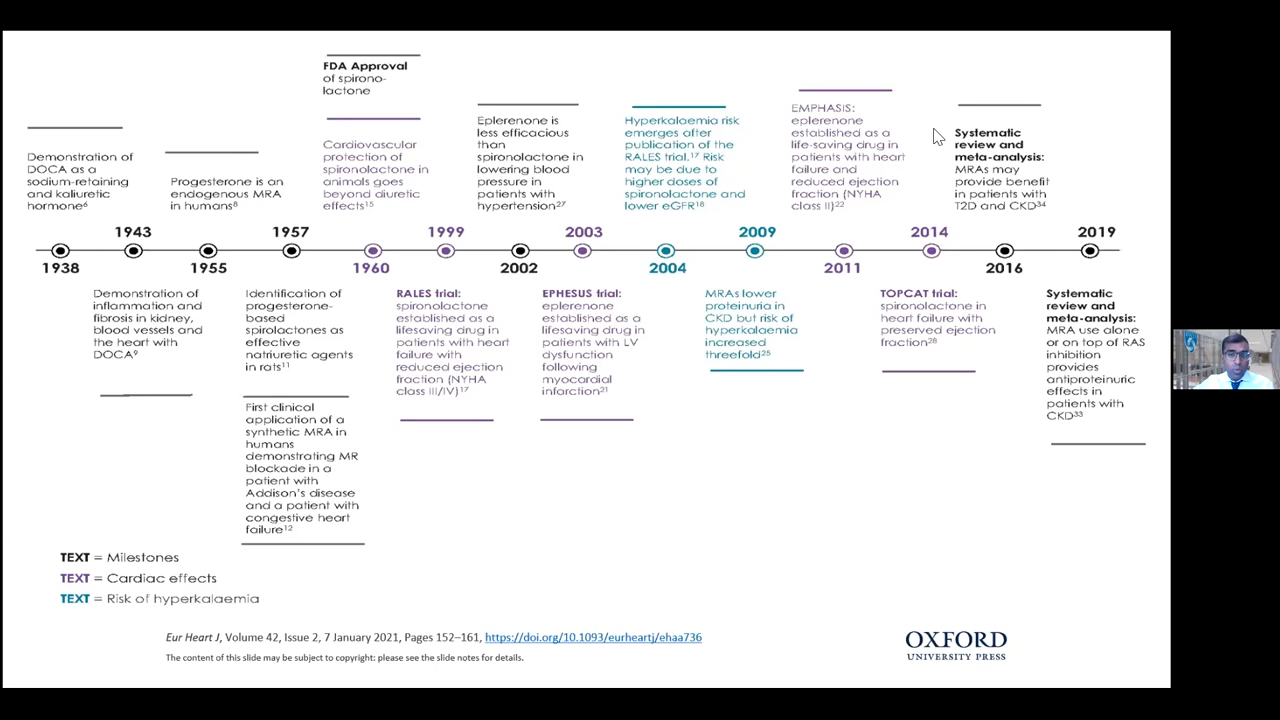 FDA Approval
of spirono-
lactone
Demonstration of
DOCA as a
sodium-retaining
and kaliuretic
hormone6
Progesterone is an
endogenous MRA
in humans8
Cardiovascular
protection of
spironolactone in
animals goes
beyond diuretic
effects15
Eplerenone is
less efficacious
than
spironolactone in
lowering blood
pressure in
patients with
hypertension27
Hyperkalaemia risk
emerges after
publication of the
RALES trial.17 Risk
may be due to
higher doses of
spironolactone and
lower eGFR18
EMPHASIS:
eplerenone
established as a
life-saving drug in
patients with heart
failure and
reduced ejection
fraction (NYHA
class II)22
Systematic
review and
meta-analysis:
MRAs may
provide benefit
in patients with
T2D and CKD34
1943 1957 1999 2003 2009 2014 2019
1938 1955 1960 2002 2004 2011 2016
Demonstration of
inflammation and
fibrosis in kidney,
blood vessels and
the heart with
DOCA9
Identification of
progesterone-
based
spirolactones as
effective
natriuretic agents
in rats11
First clinical
application of a
synthetic MRA in
humans
demonstrating MR
blockade in a
patient with
Addison's disease
and a patient with
congestive heart
failure12
RALES trial:
spironolactone
established as a
lifesaving drug in
patients with heart
failure with
reduced ejection
fraction (NYHA
class III/IV)17
EPHESUS trial:
eplerenone
established as a
lifesaving drug in
patients with LV
dysfunction
following
myocardial
infarction21
MRAs lower
proteinuria in
CKD but risk of
hyperkalaemia
increased
threefold25
TOPCAT trial:
spironolactone in
heart failure with
preserved ejection
fraction28
Systematic
review and
meta-analysis:
MRA use alone
or on top of RAS
inhibition
provides
antiproteinuric
effects in
patients with
CKD33
TEXT = Milestones
TEXT = Cardiac effects
TEXT = Risk of hyperkalaemia
Eur Heart J, Volume 42, Issue 2, 7 January 2021, Pages 152–161, https://doi.org/10.1093/eurheartj/ehaa736
The content of this slide may be subject to copyright: please see the slide notes for details.
OXFORD
UNIVERSITY PRESS